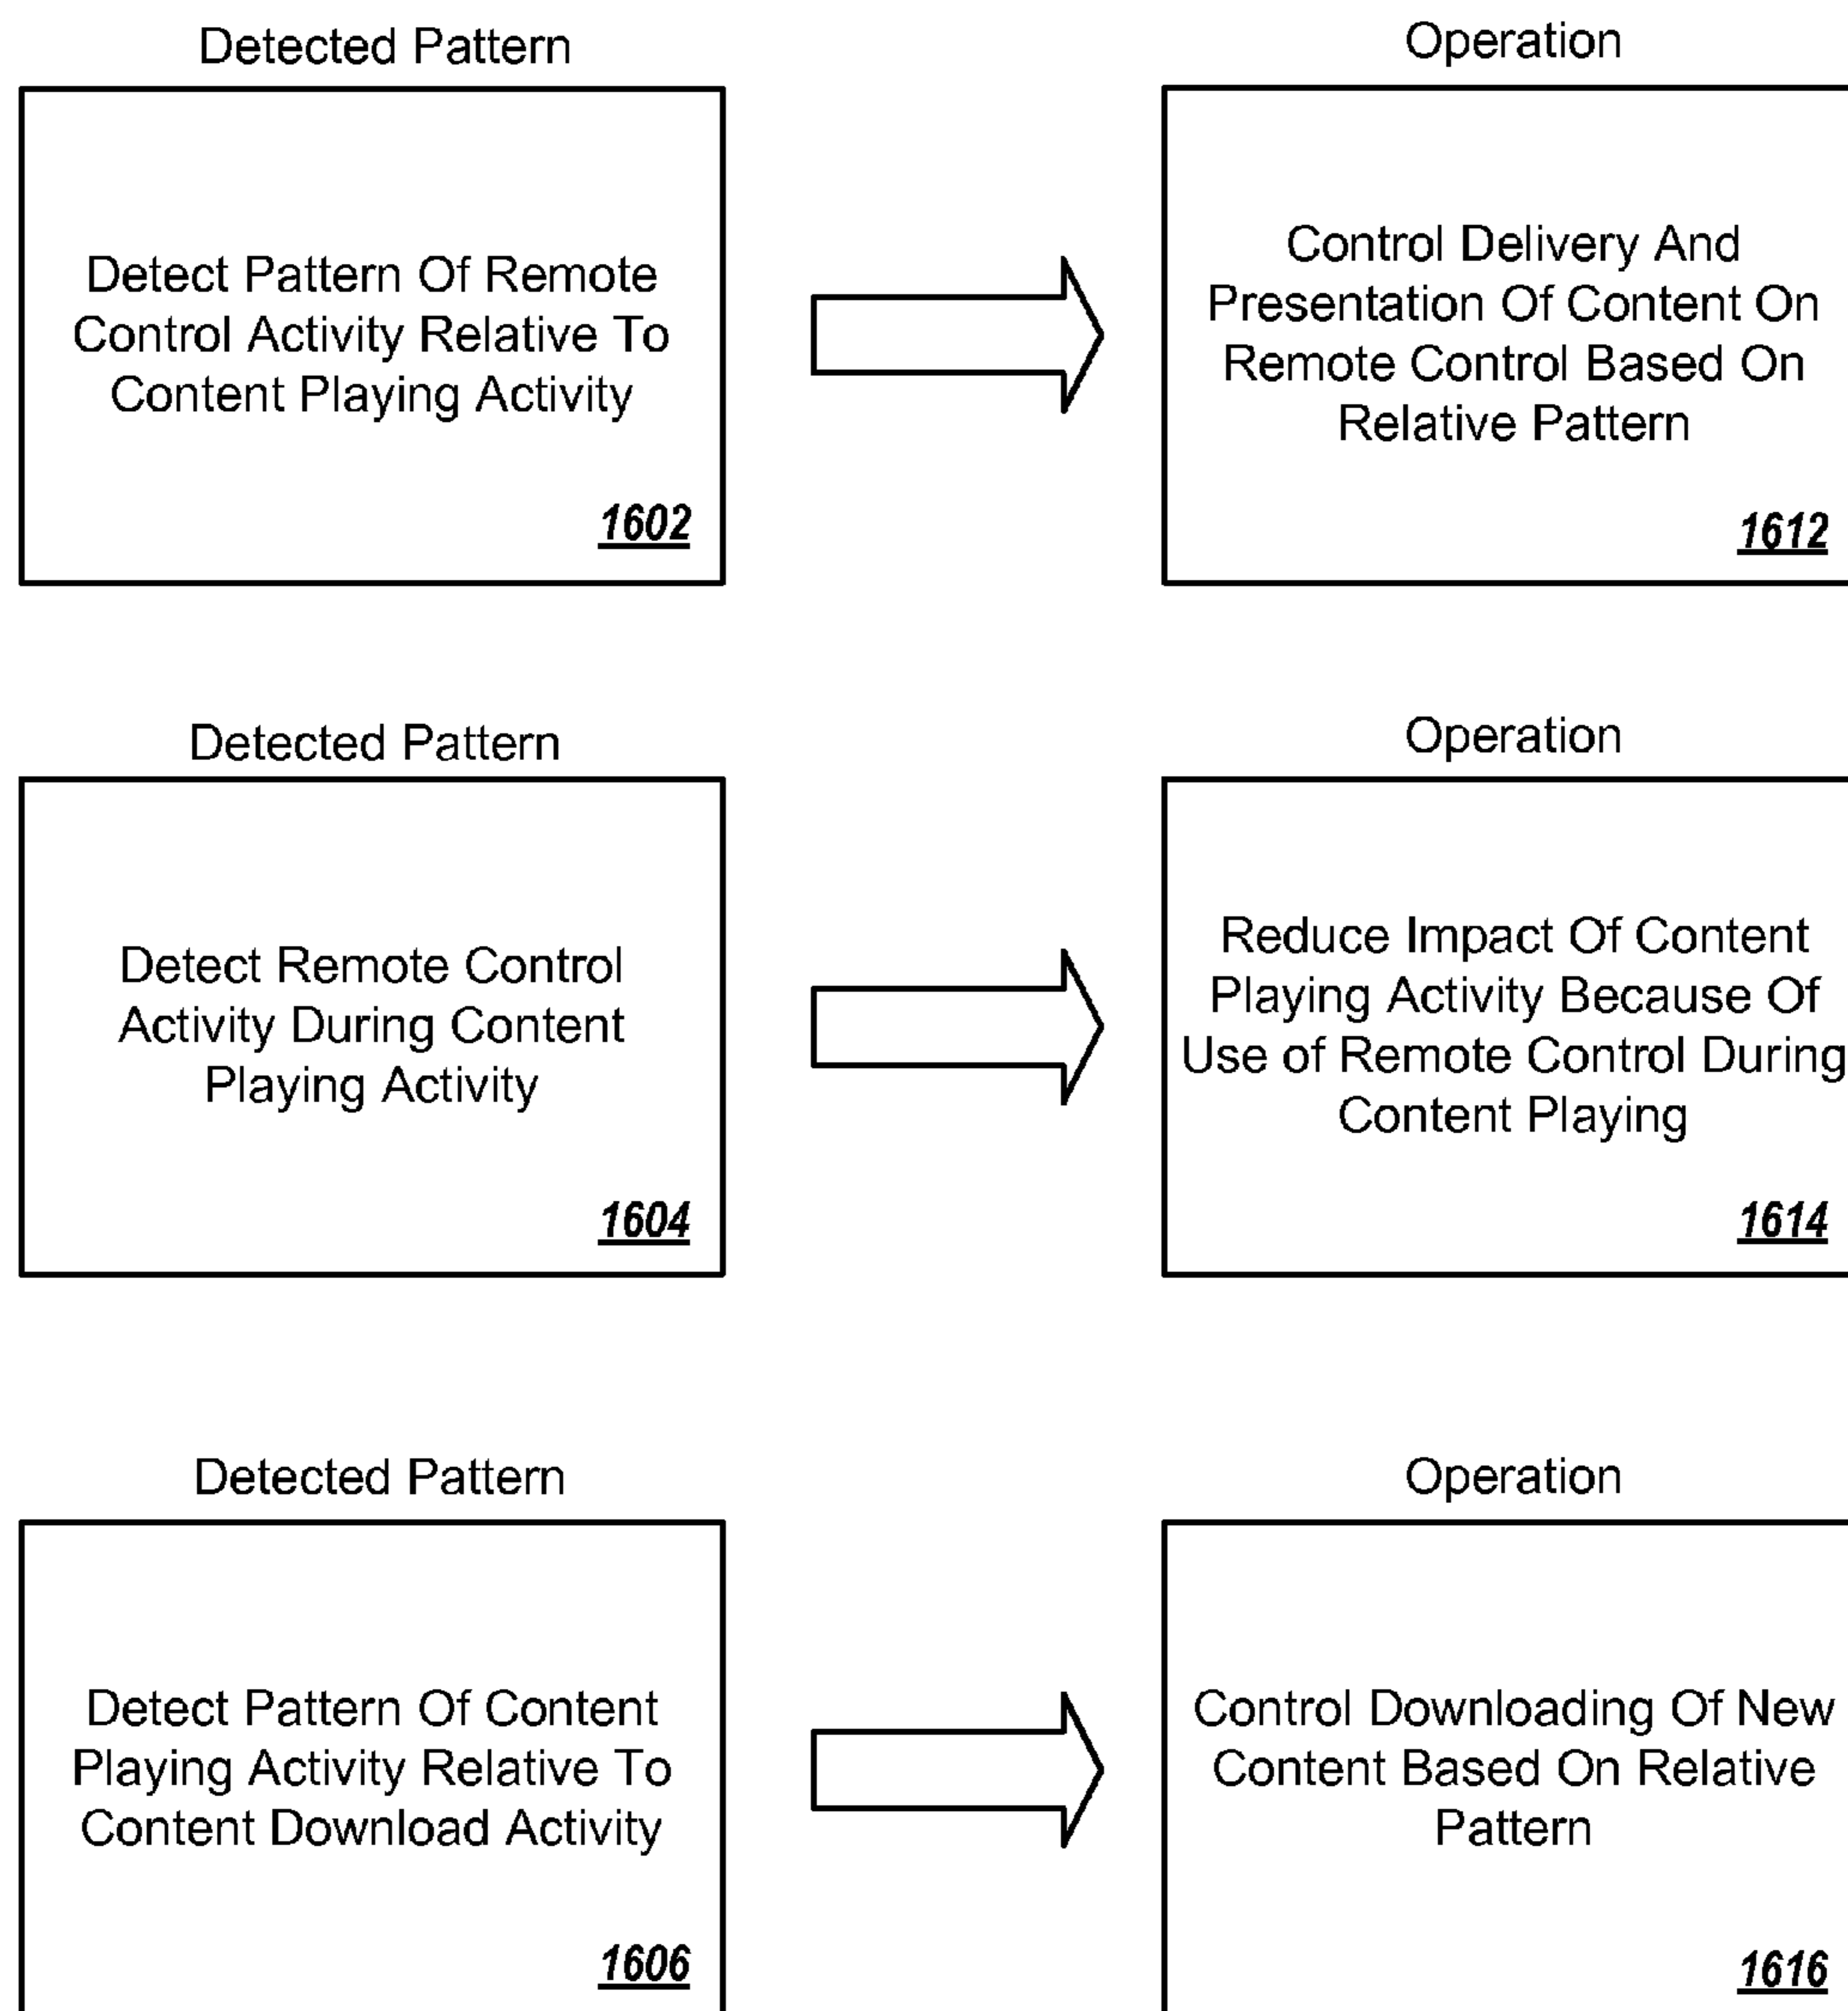 Detected Pattern
Operation
Detect Pattern Of Remote
Control Activity Relative To
Content Playing Activity
1602
Control Delivery And
Presentation Of Content On
Remote Control Based On
Relative Pattern
1612
Detected Pattern
Operation
Detect Remote Control
Activity During Content
Playing Activity
1604
Reduce Impact Of Content
Playing Activity Because Of
Use of Remote Control During
Content Playing
1614
Detected Pattern
Operation
Detect Pattern Of Content
Playing Activity Relative To
Content Download Activity
1606
Control Downloading Of New
Content Based On Relative
Pattern
1616